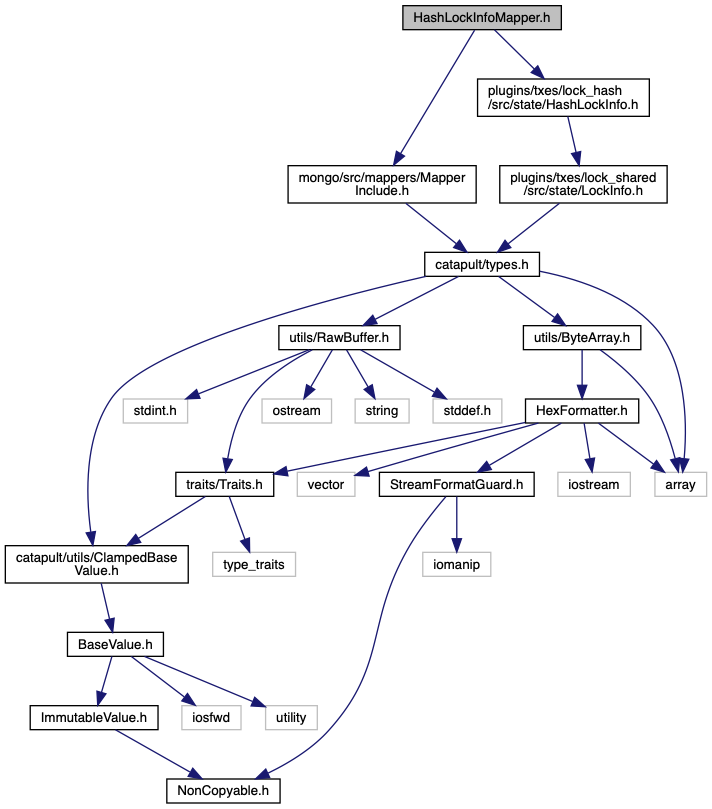 HashLockInfoMapper.h
plugins/txes/lock_hash
/src/state/HashLockInfo.h
mongo/src/mappers/Mapper
Include.h
plugins/txes/lock_shared
/src/state/LockInfo.h
catapult/types.h
utils/RawBuffer.h
utils/ByteArray.h
stdint.h
ostream
string
stddef.h
HexFormatter.h
traits/Traits.h
vector
StreamFormatGuard.h
iostream
array
catapult/utils/ClampedBase
Value.h
type_traits
iomanip
BaseValue.h
ImmutableValue.h
iosfwd
utility
NonCopyable.h